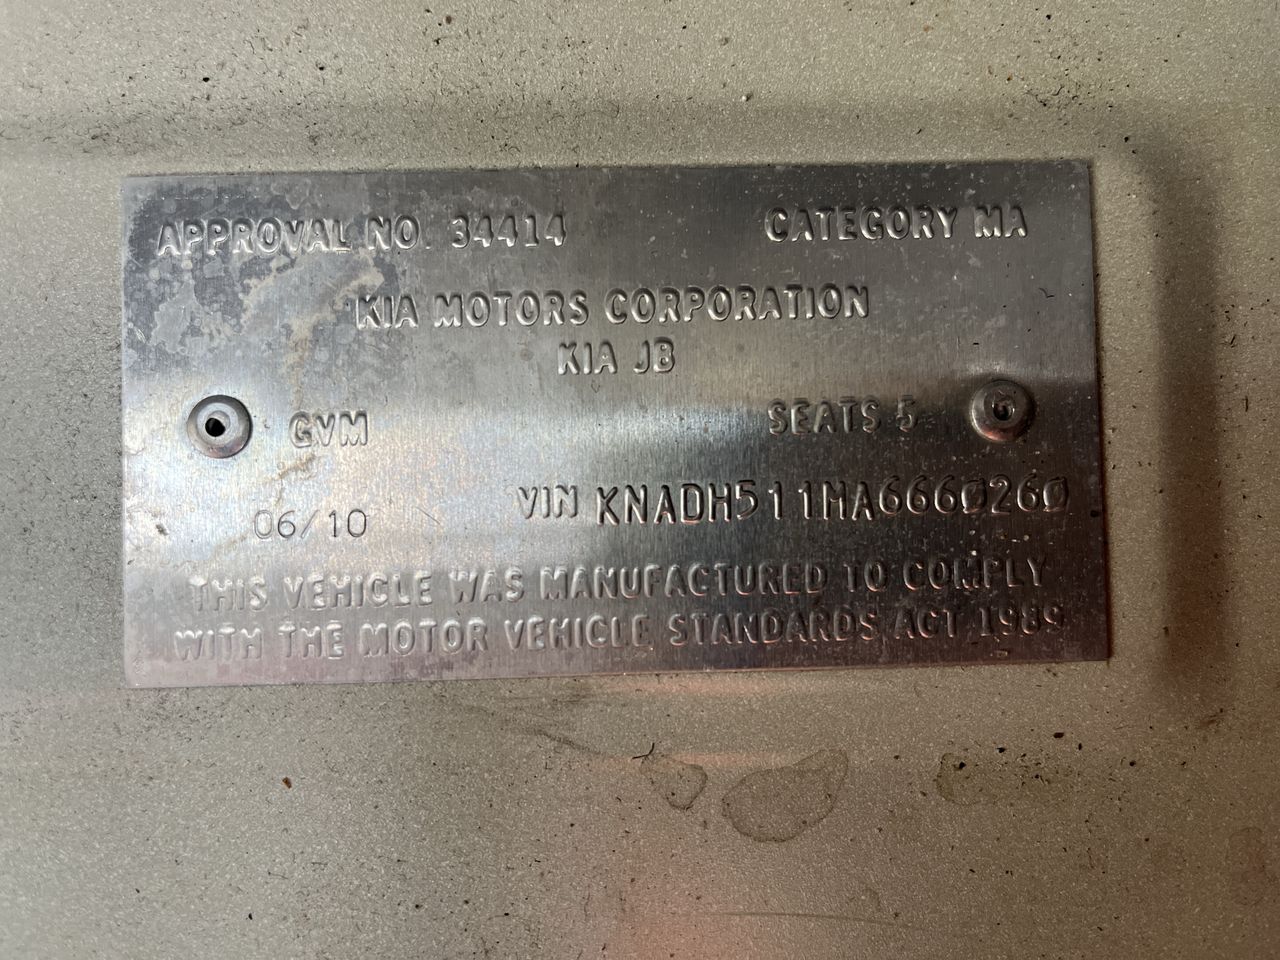 APPROVAL NO. 34414 CATEGORY MA
KIA MOTORS CORPORATION
KIA JB
GVM SEATS 5
VIN KNADH511MA6660260
06/10
THIS VEHICLE WAS MANUFACTURED TO COMPLY
WITH THE MOTOR VEHICLE STANDARDS ACT 1989